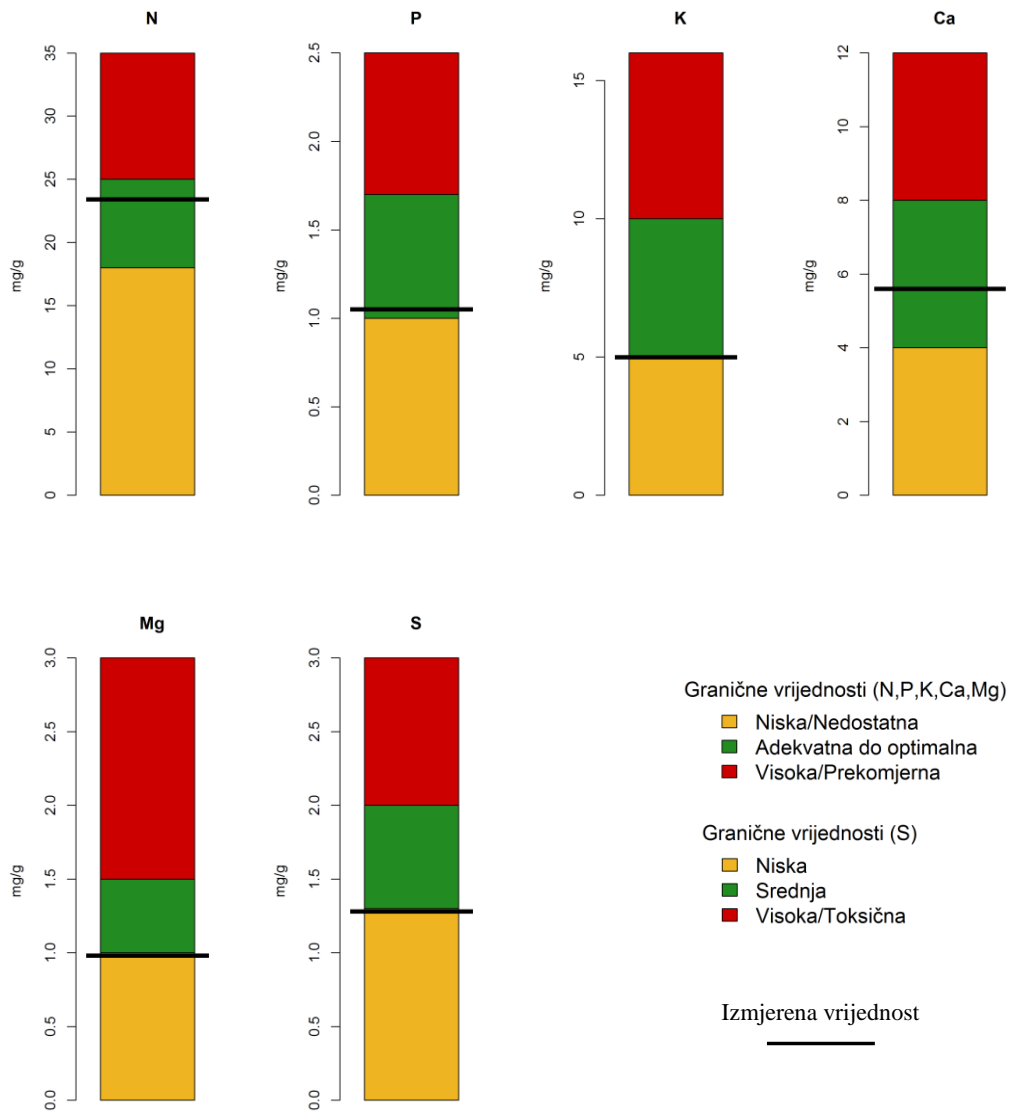 N
P
K
Ca
mg/g
0
5
10
15
20
25
30
35
mg/g
0.0
0.5
1.0
1.5
2.0
2.5
mg/g
0
5
10
15
mg/g
0
2
4
6
8
10
12
Mg
S
mg/g
0.0
0.5
1.0
1.5
2.0
2.5
3.0
mg/g
0.0
0.5
1.0
1.5
2.0
2.5
3.0
Granične vrijednosti (N,P,K,Ca,Mg)
Niska/Nedostatna
Adekvatna do optimalna
Visoka/Prekomjerna
Granične vrijednosti (S)
Niska
Srednja
Visoka/Toksična
Izmjerena vrijednost